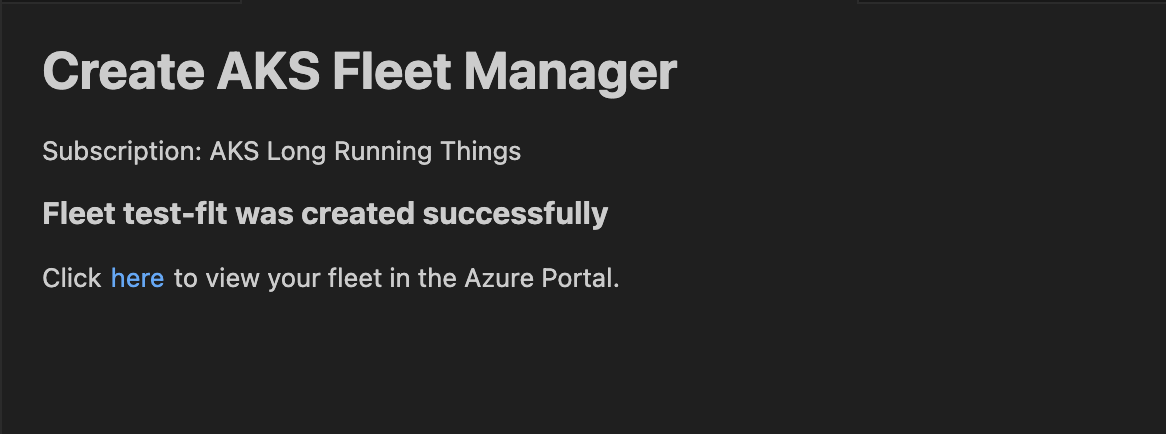 Create AKS Fleet Manager
Subscription: AKS Long Running Things
Fleet test-flt was created successfully
Click here to view your fleet in the Azure Portal.